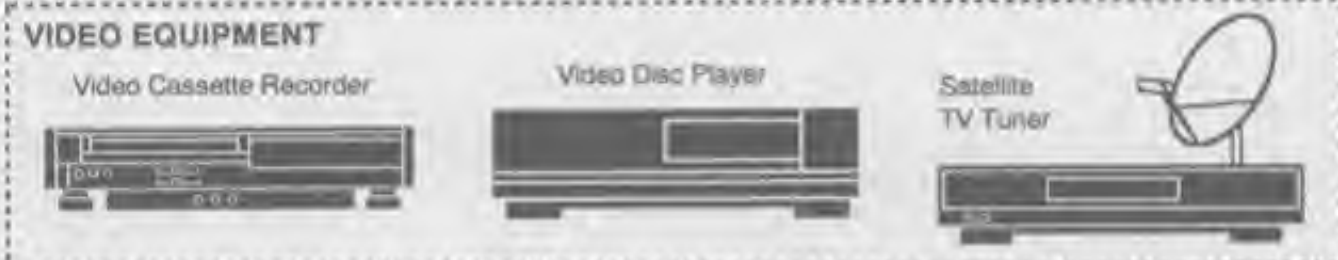 VIDEO EQUIPMENT
Video Cassette Recorder
Video Disc Player
Satellite
TV Tuner